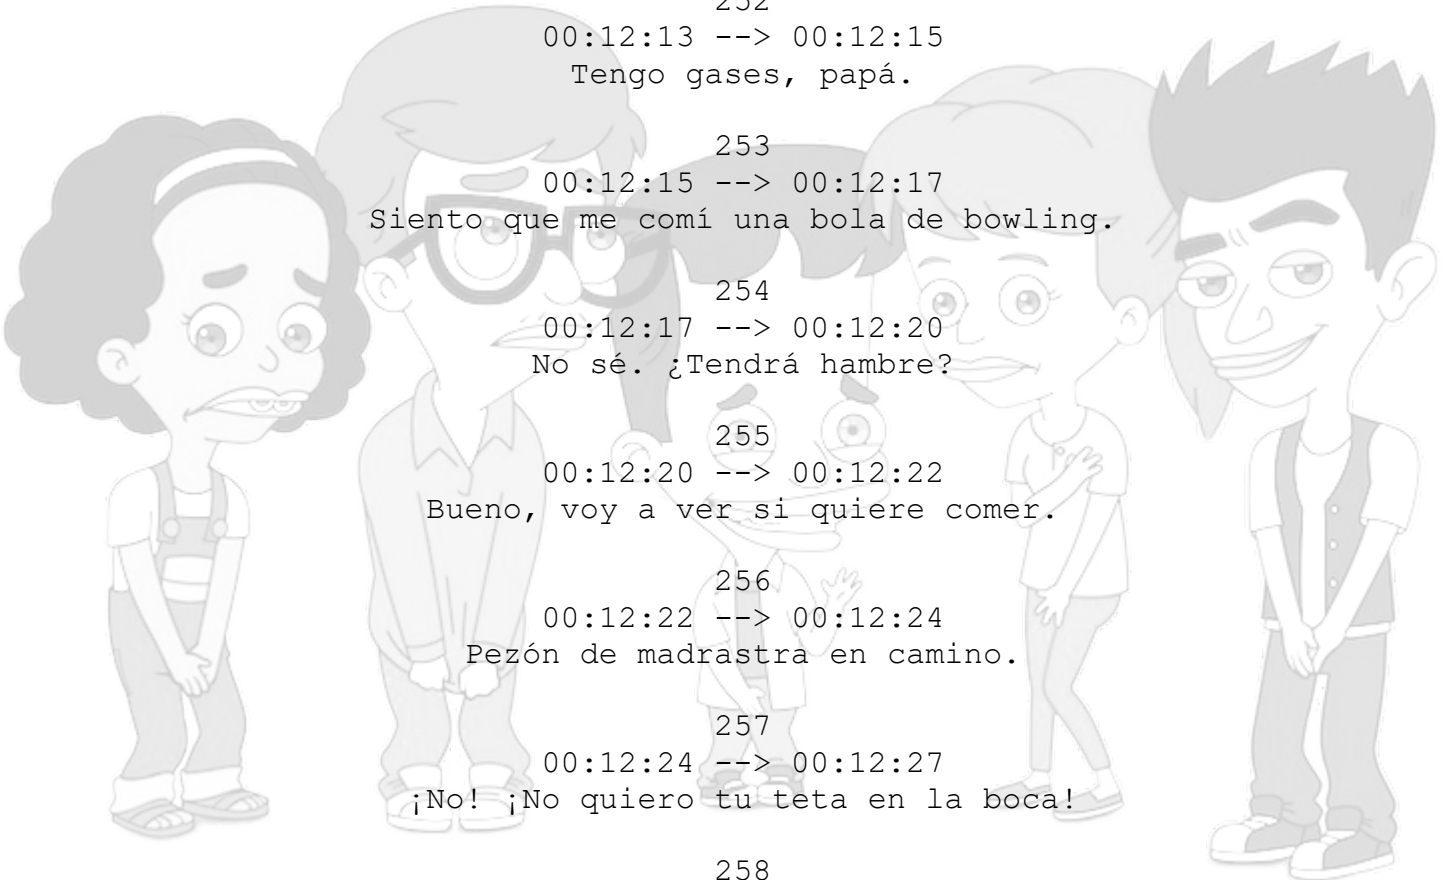 252
00:12:13 --> 00:12:15
Tengo gases, papá.
253
00:12:15 --> 00:12:17
Siento que me comí una bola de bowling.
254
00:12:17 --> 00:12:20
No sé. ¿Tendrá hambre?
255
00:12:20 --> 00:12:22
Bueno, voy a ver si quiere comer.
256
00:12:22 --> 00:12:24
Pezón de madrastra en camino.
257
00:12:24 --> 00:12:27
¡No! ¡No quiero tu teta en la boca!
258